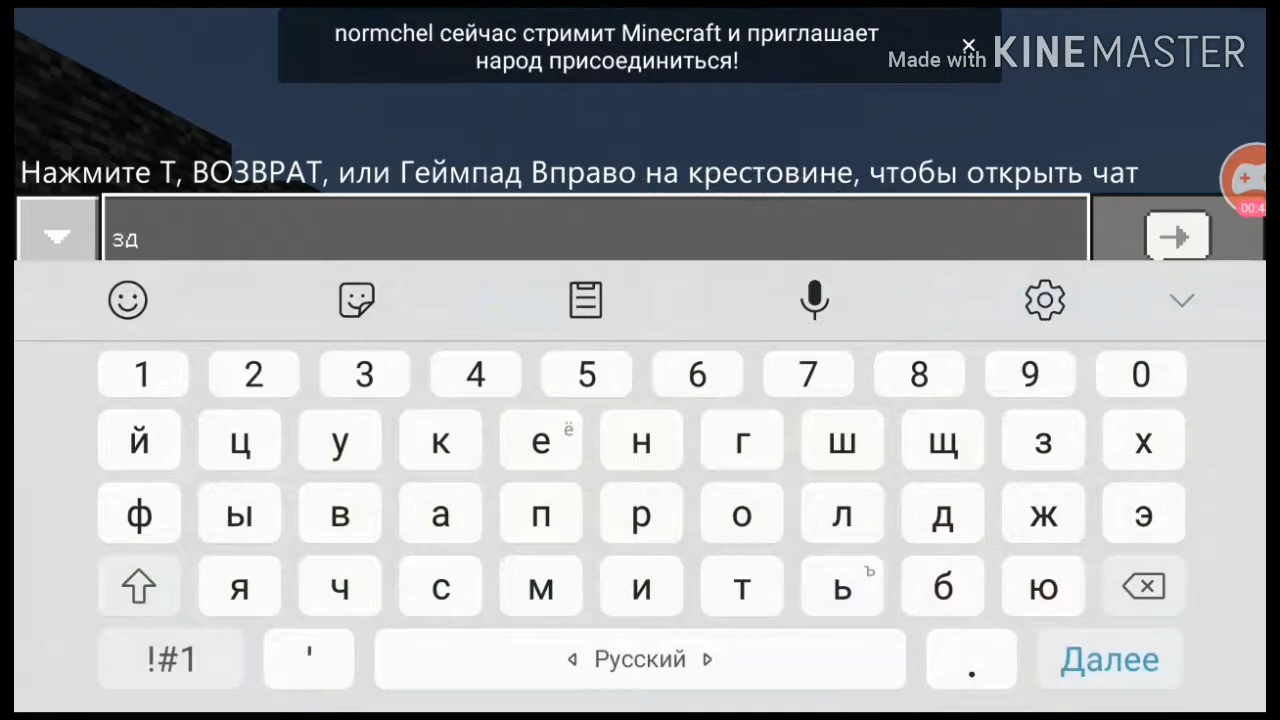 normchel сейчас стримит Minecraft и приглашает
народ присоединиться!
Made with KINEMASTER
Нажмите T, ВОЗВРАТ, или Геймпад Вправо на крестовине, чтобы открыть чат
зд
1 2 3 4 5 6 7 8 9 0
й ц у к е ё н г ш щ з х
ф ы в а п р о л д ж э
я ч с м и т ь ъ б ю
!#1 ' Русский . Далее